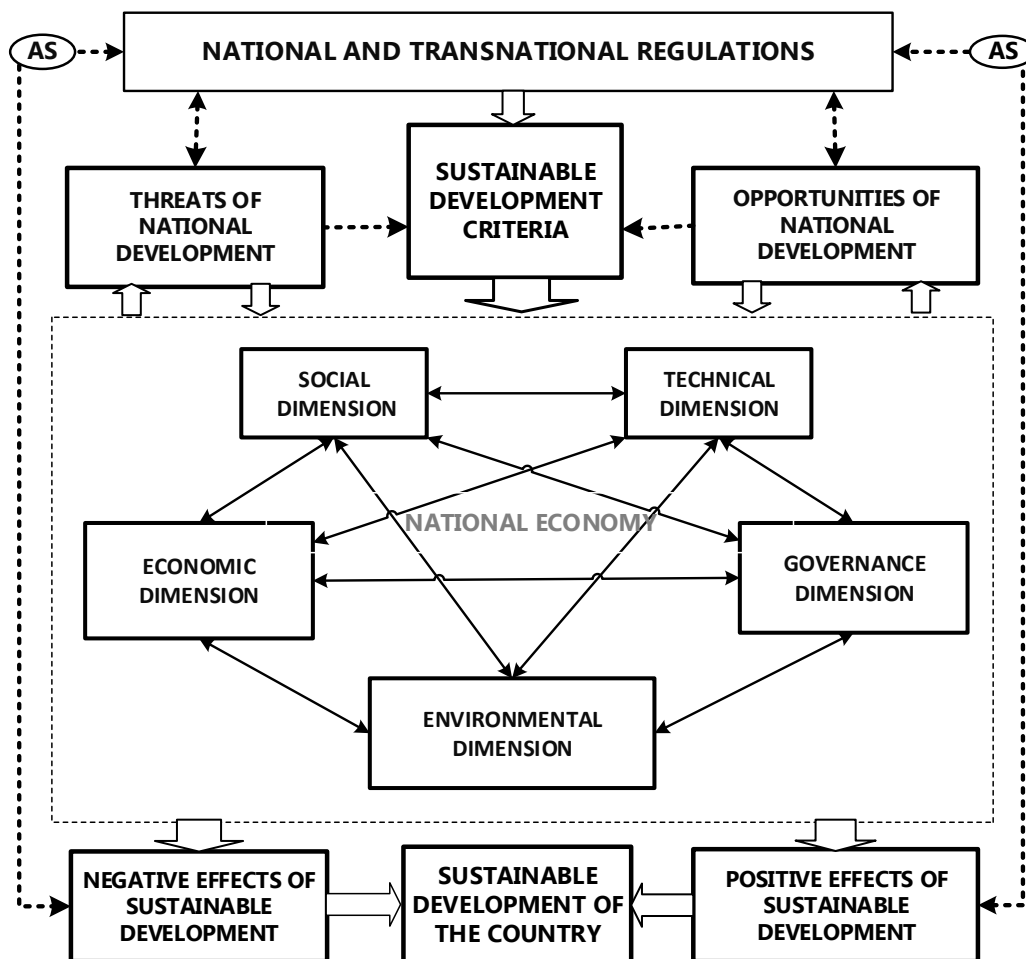 AS
NATIONAL AND TRANSNATIONAL REGULATIONS
AS
THREATS OF
NATIONAL
DEVELOPMENT
SUSTAINABLE
DEVELOPMENT
CRITERIA
OPPORTUNITIES OF
NATIONAL
DEVELOPMENT
SOCIAL
DIMENSION
TECHNICAL
DIMENSION
NATIONAL ECONOMY
ECONOMIC
DIMENSION
GOVERNANCE
DIMENSION
ENVIRONMENTAL
DIMENSION
NEGATIVE EFFECTS OF
SUSTAINABLE
DEVELOPMENT
SUSTAINABLE
DEVELOPMENT OF
THE COUNTRY
POSITIVE EFFECTS OF
SUSTAINABLE
DEVELOPMENT